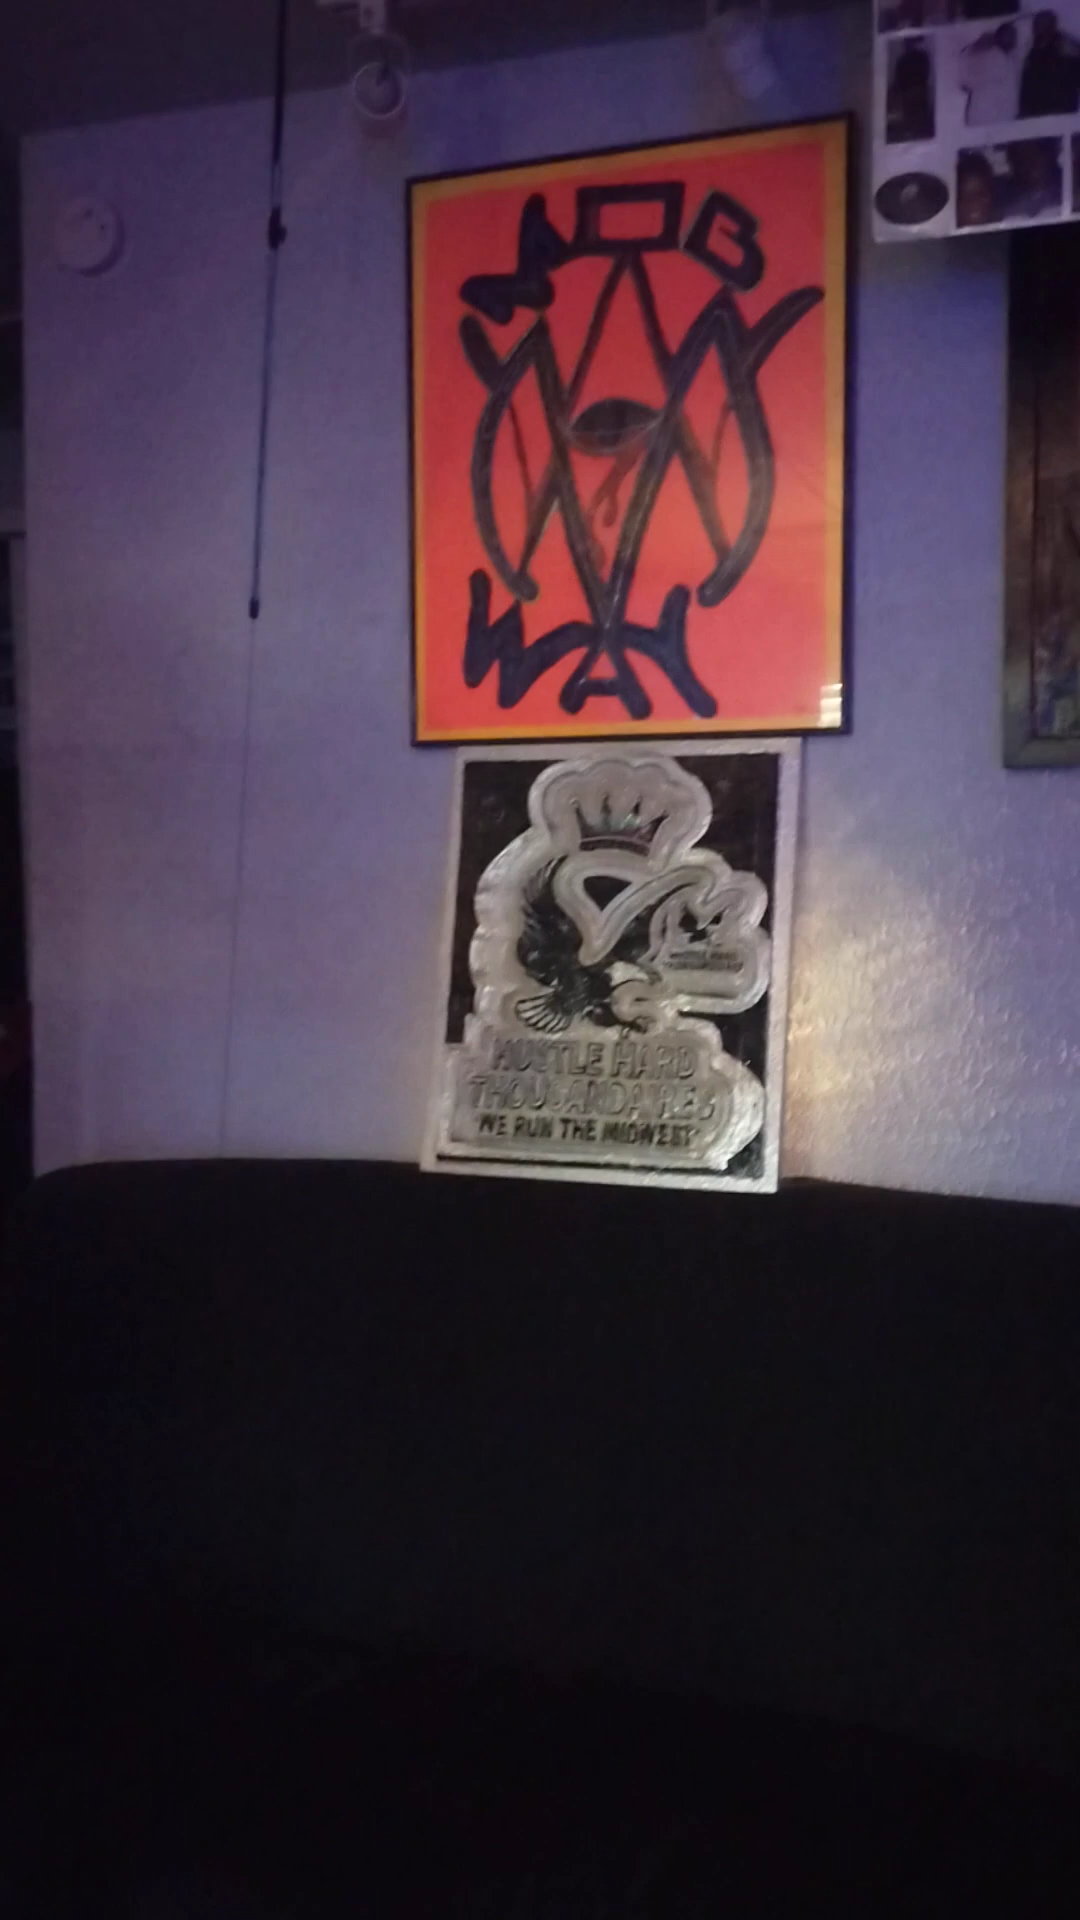 MOB
WAY
HUSTLE HARD
THOUSANDAIRES
WE RUN THE MIDWEST